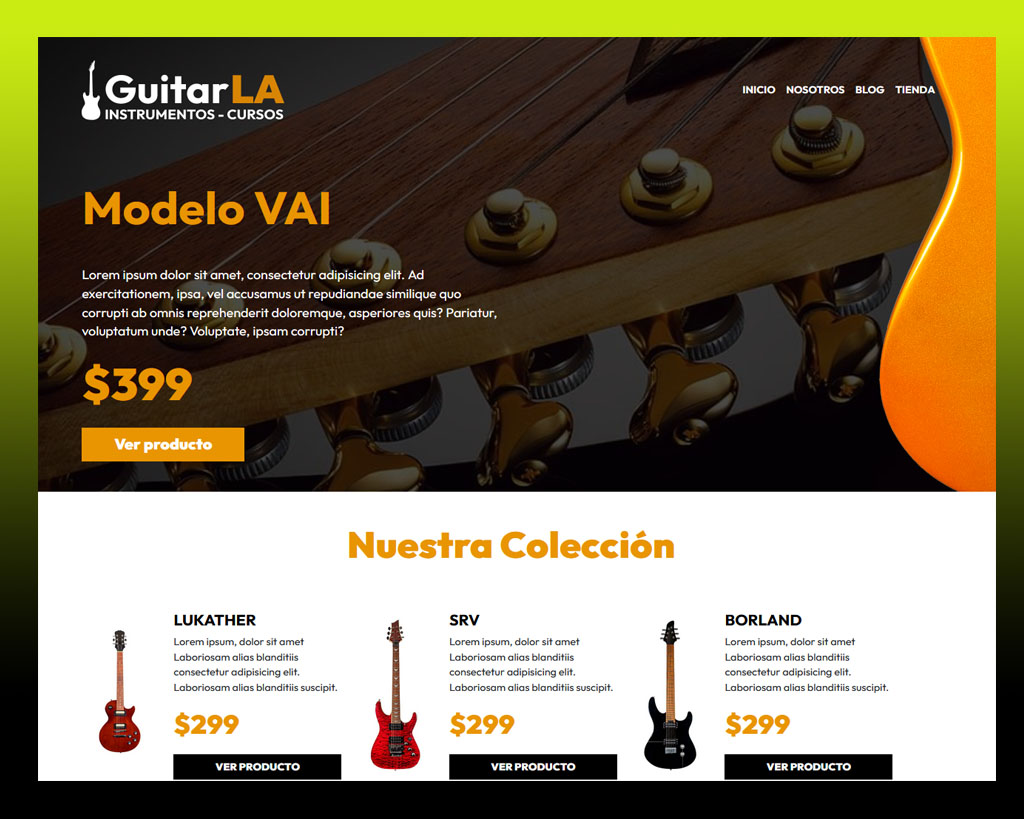 GuitarLA
INSTRUMENTOS - CURSOS
INICIO NOSOTROS BLOG TIENDA
Modelo VAI
Lorem ipsum dolor sit amet, consectetur adipisicing elit. Ad
exercitationem, ipsa, vel accusamus ut repudiandae similique quo
corrupti ab omnis reprehenderit doloremque, asperiores quis? Pariatur,
voluptatum unde? Voluptate, ipsam corrupti?
$399
Ver producto
Nuestra Colección
LUKATHER
Lorem ipsum, dolor sit amet
Laboriosam alias blanditiis
consectetur adipisicing elit.
Laboriosam alias blanditiis suscipit.
$299
VER PRODUCTO
SRV
Lorem ipsum, dolor sit amet
Laboriosam alias blanditiis
consectetur adipisicing elit.
Laboriosam alias blanditiis suscipit.
$299
VER PRODUCTO
BORLAND
Lorem ipsum, dolor sit amet
Laboriosam alias blanditiis
consectetur adipisicing elit.
Laboriosam alias blanditiis suscipit.
$299
VER PRODUCTO